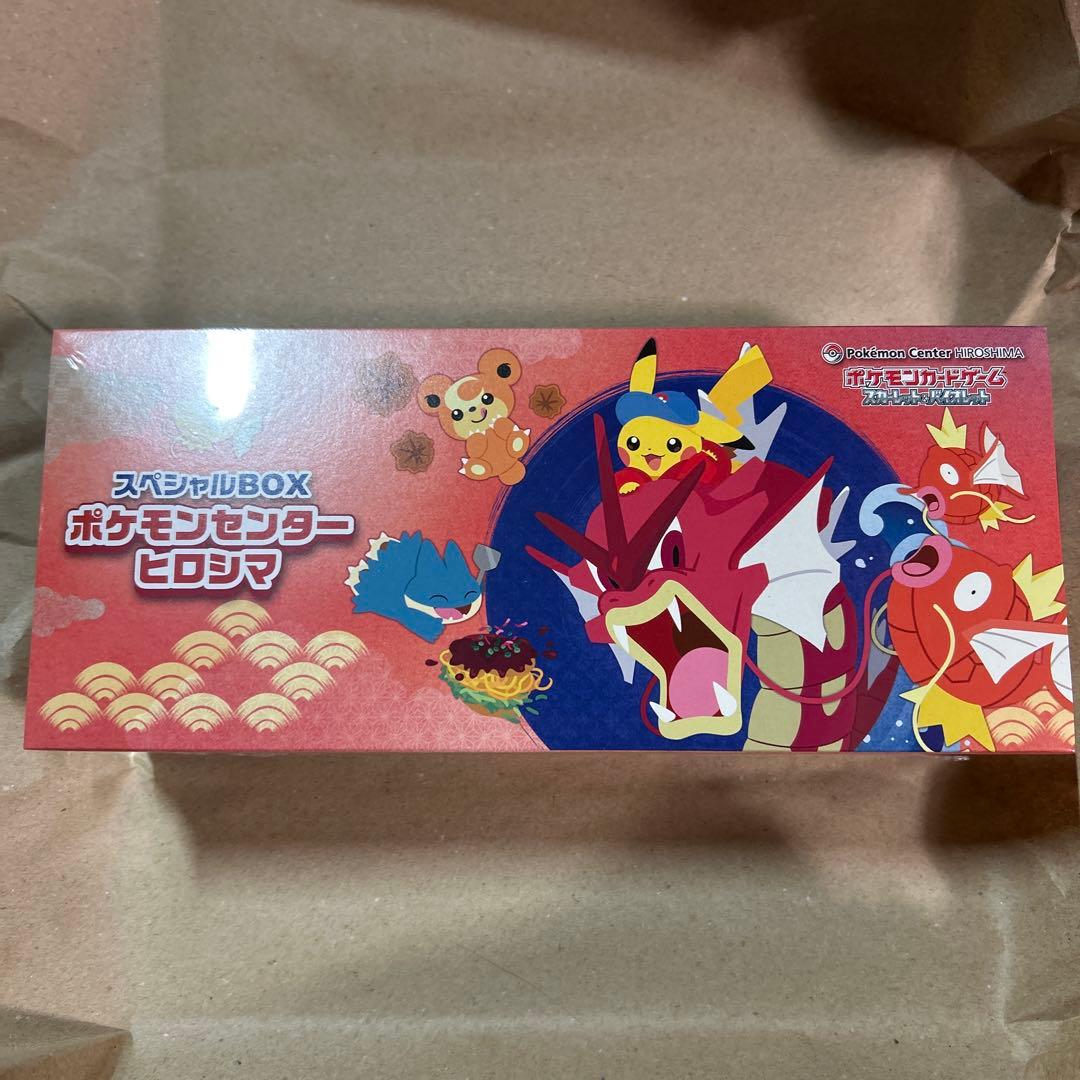 Pokémon Center HIROSHIMA
ポケモンカードゲーム
スカーレット&バイオレット
スペシャルBOX
ポケモンセンター
ヒロシマ